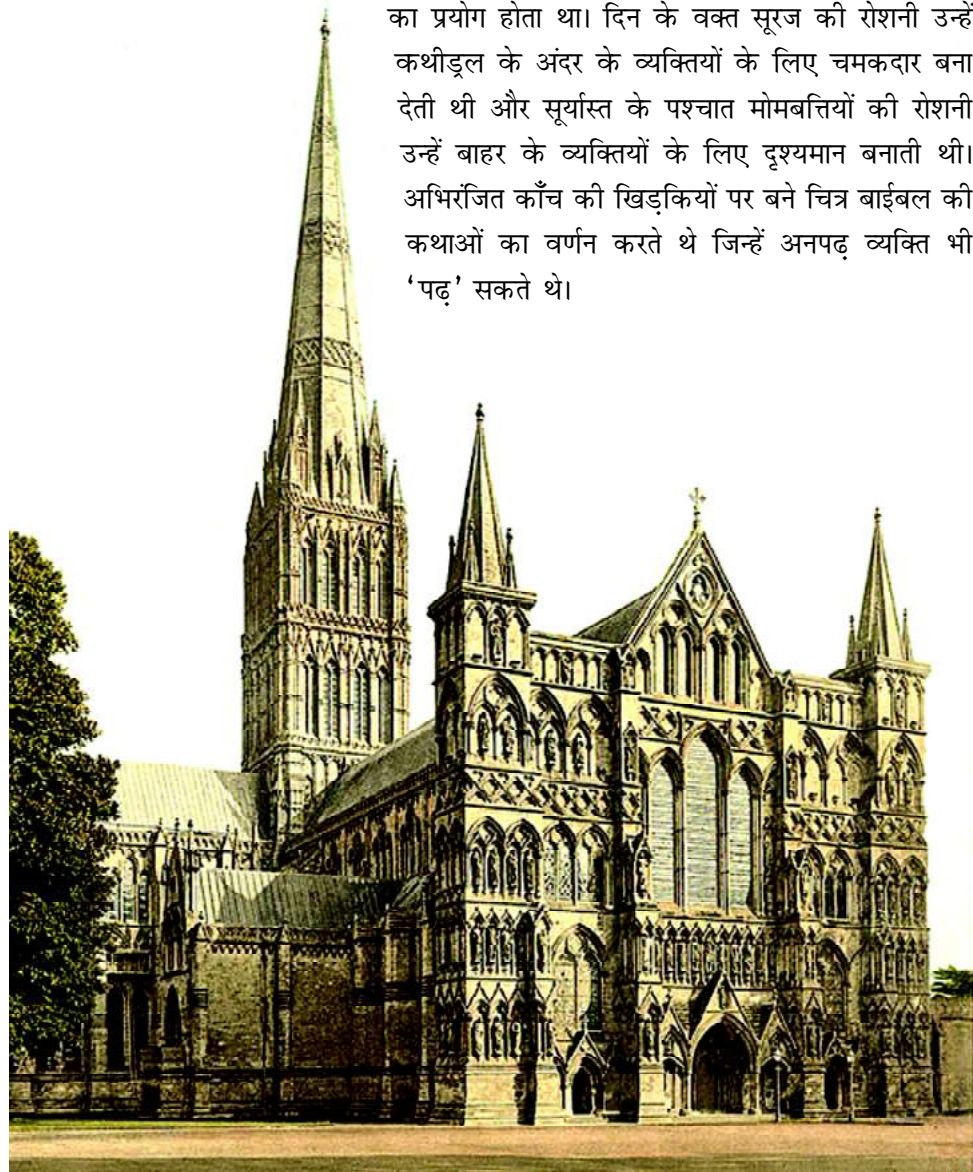 का प्रयोग होता था। दिन के वक्त सूरज की रोशनी उन्हें
कथीड्रल के अंदर के व्यक्तियों के लिए चमकदार बना
देती थी और सूर्यास्त के पश्चात मोमबत्तियों की रोशनी
उन्हें बाहर के व्यक्तियों के लिए दृश्यमान बनाती थी।
अभिरंजित काँच की खिड़कियों पर बने चित्र बाईबल की
कथाओं का वर्णन करते थे जिन्हें अनपढ़ व्यक्ति भी
‘पढ़’ सकते थे।